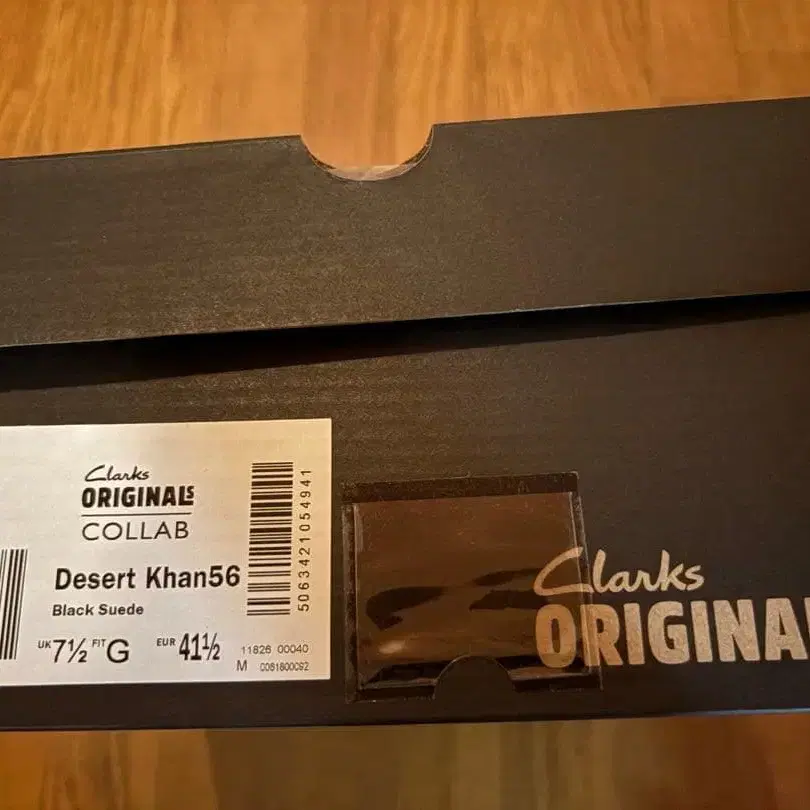 Clarks
ORIGINALS
COLLAB
Desert Khan56
Black Suede
UK 7½ FIT G EUR 41½
11826 00040
M
5063421054941
Clarks
ORIGINAL